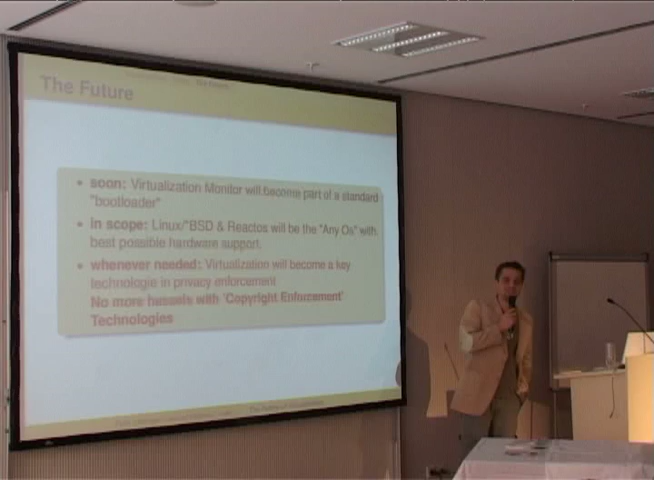 The Future
• soon: Virtualization Monitor will become part of a standard
"bootloader"
• in scope: Linux/*BSD & Reactos will be the "Any Os" with
best possible hardware support.
• whenever needed: Virtualization will become a key
technologie in privacy enforcement
No more hassels with 'Copyright Enforcement'
Technologies